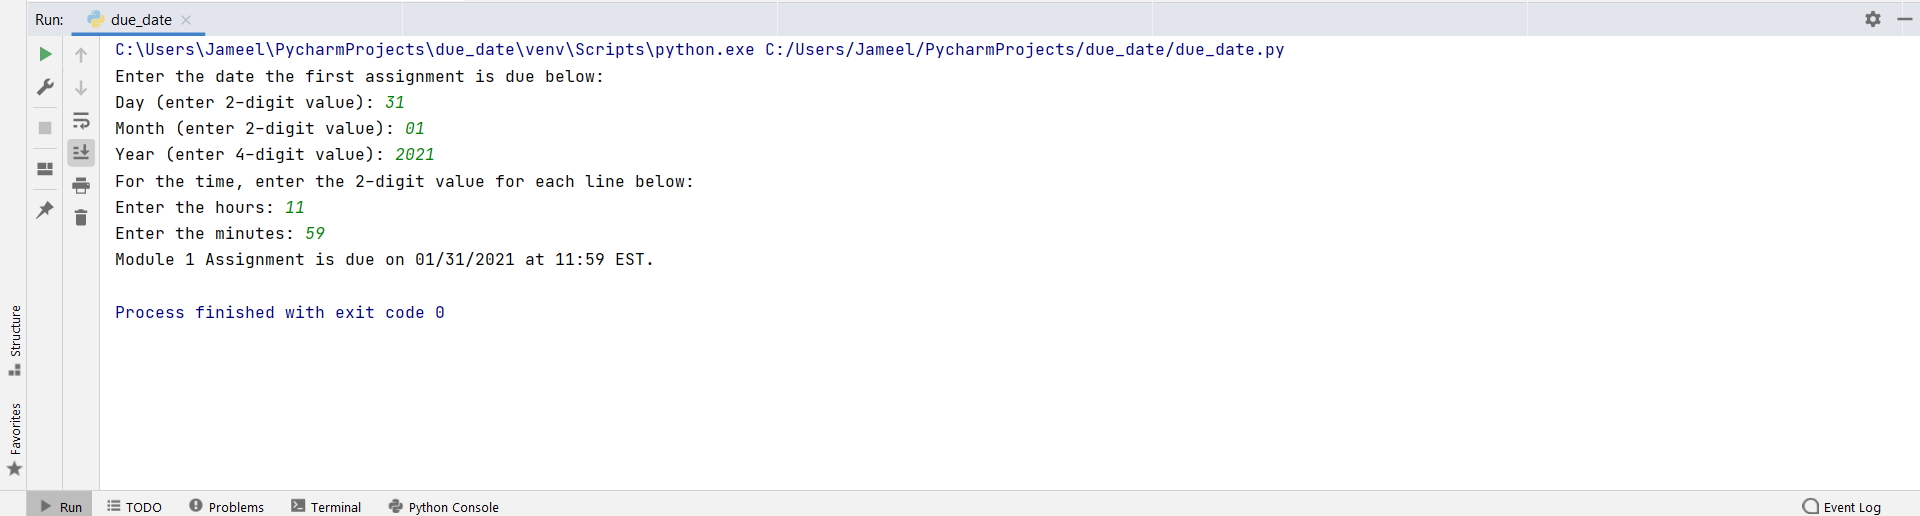 Run: due_date
C:\Users\Jameel\PycharmProjects\due_date\venv\Scripts\python.exe C:/Users/Jameel/PycharmProjects/due_date/due_date.py
Enter the date the first assignment is due below:
Day (enter 2-digit value): 31
Month (enter 2-digit value): 01
Year (enter 4-digit value): 2021
For the time, enter the 2-digit value for each line below:
Enter the hours: 11
Enter the minutes: 59
Module 1 Assignment is due on 01/31/2021 at 11:59 EST.
Process finished with exit code 0
Structure
Favorites
Run TODO Problems Terminal Python Console Event Log